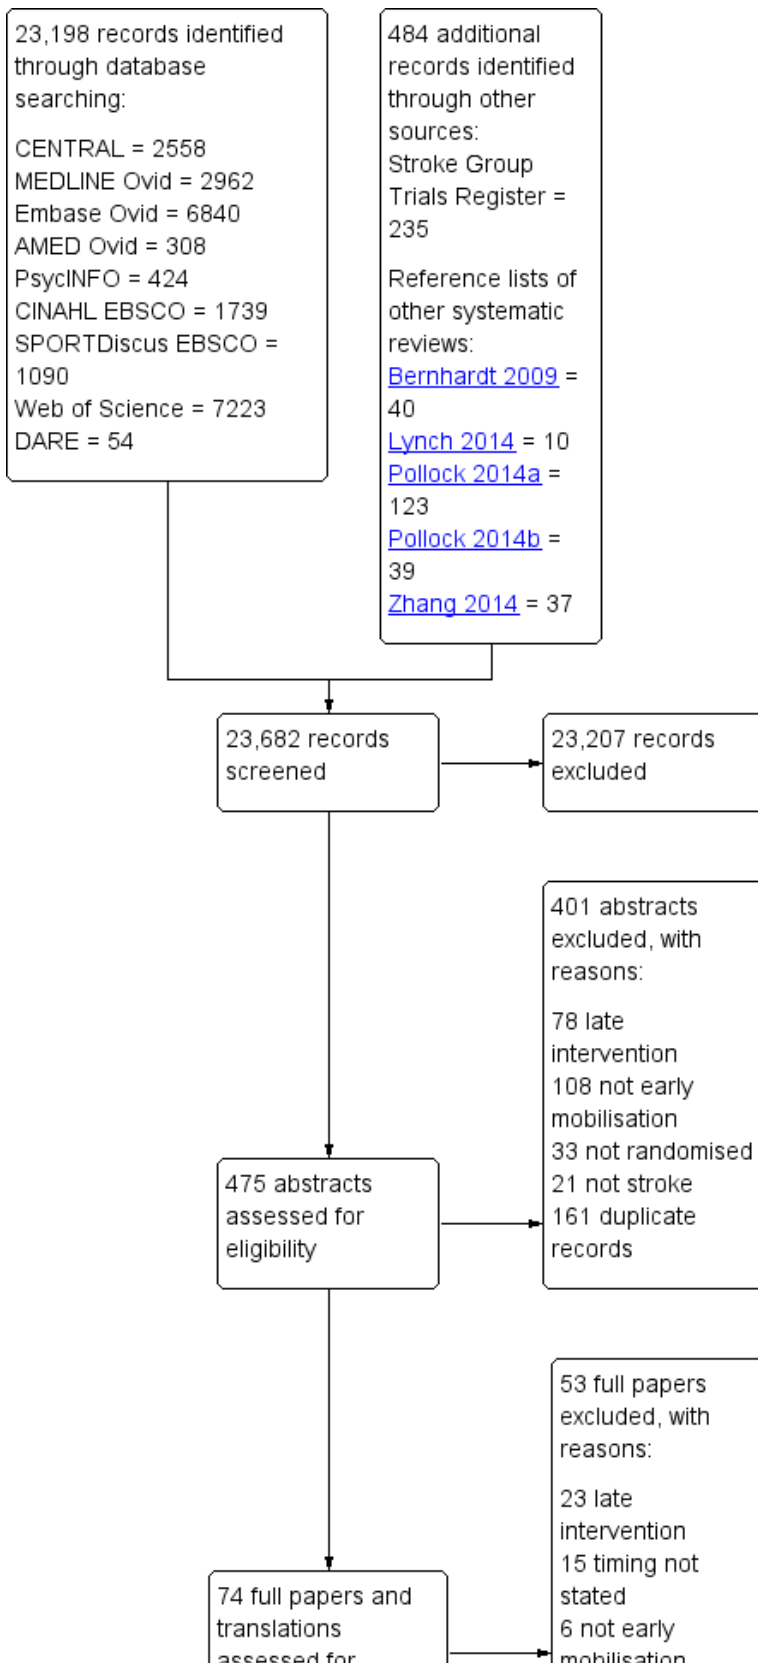 23,198 records identified
through database
searching:
CENTRAL = 2558
MEDLINE Ovid = 2962
Embase Ovid = 6840
AMED Ovid = 308
PsycINFO = 424
CINAHL EBSCO = 1739
SPORTDiscus EBSCO =
1090
Web of Science = 7223
DARE = 54
484 additional
records identified
through other
sources:
Stroke Group
Trials Register =
235
Reference lists of
other systematic
reviews:
Bernhardt 2009 =
40
Lynch 2014 = 10
Pollock 2014a =
123
Pollock 2014b =
39
Zhang 2014 = 37
23,682 records
screened
23,207 records
excluded
401 abstracts
excluded, with
reasons:
78 late
intervention
108 not early
mobilisation
33 not randomised
21 not stroke
161 duplicate
records
475 abstracts
assessed for
eligibility
53 full papers
excluded, with
reasons:
23 late
intervention
15 timing not
stated
6 not early
mobilisation
74 full papers and
translations
assessed for